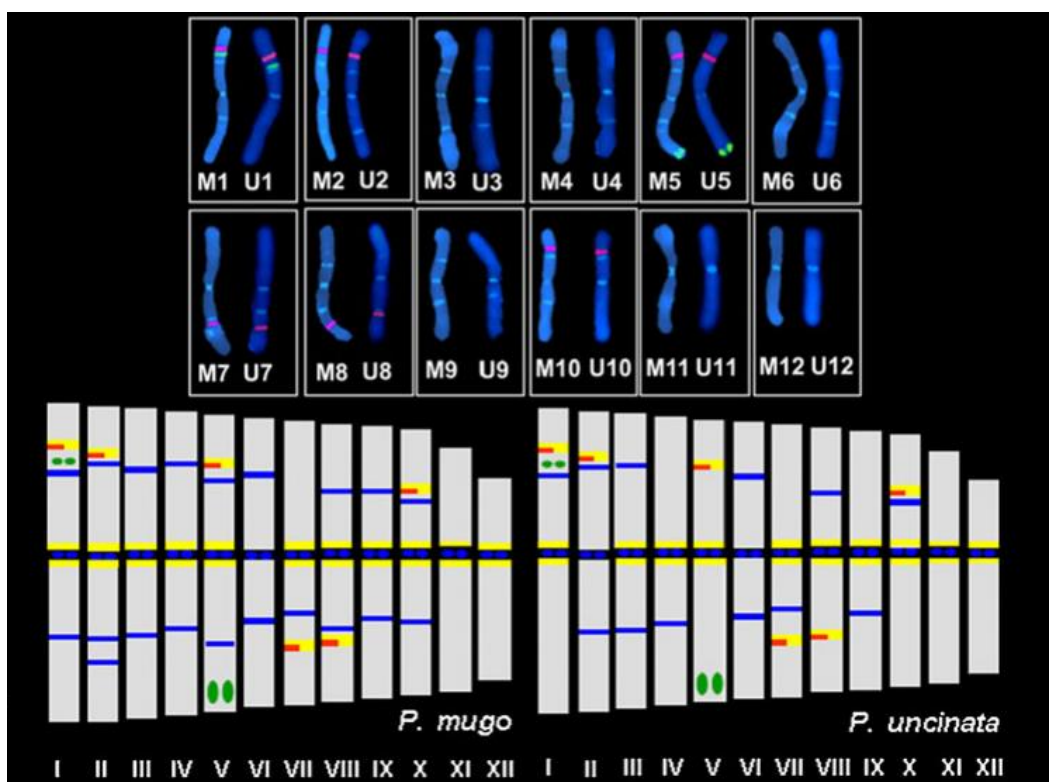 M1 U1 M2 U2 M3 U3 M4 U4 M5 U5 M6 U6
M7 U7 M8 U8 M9 U9 M10 U10 M11 U11 M12 U12
P. mugo P. uncinata
I II III IV V VI VII VIII IX X XI XII I II III IV V VI VII VIII IX X XI XII